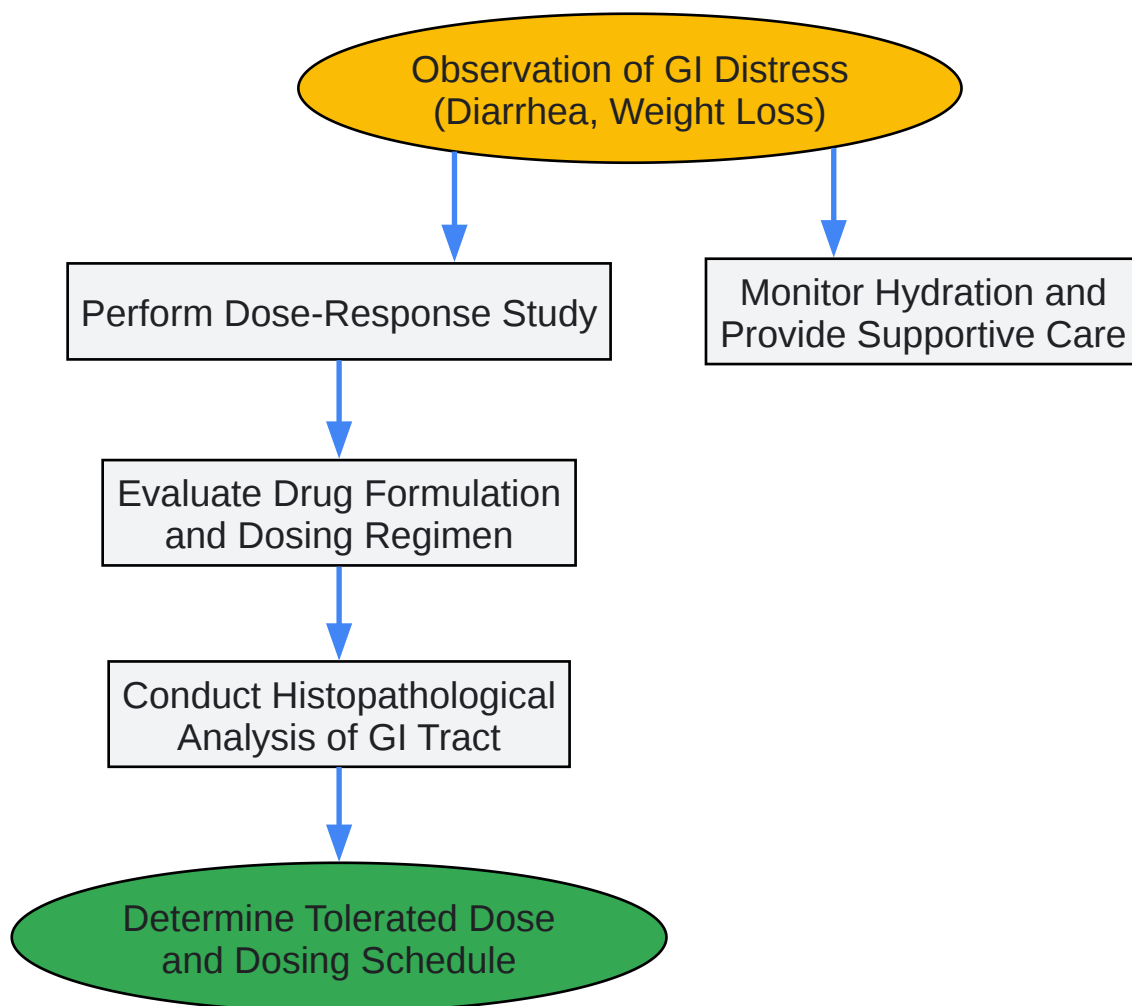 Observation of GI Distress
(Diarrhea, Weight Loss)
Perform Dose-Response Study
Monitor Hydration and
Provide Supportive Care
Evaluate Drug Formulation
and Dosing Regimen
Conduct Histopathological
Analysis of GI Tract
Determine Tolerated Dose
and Dosing Schedule